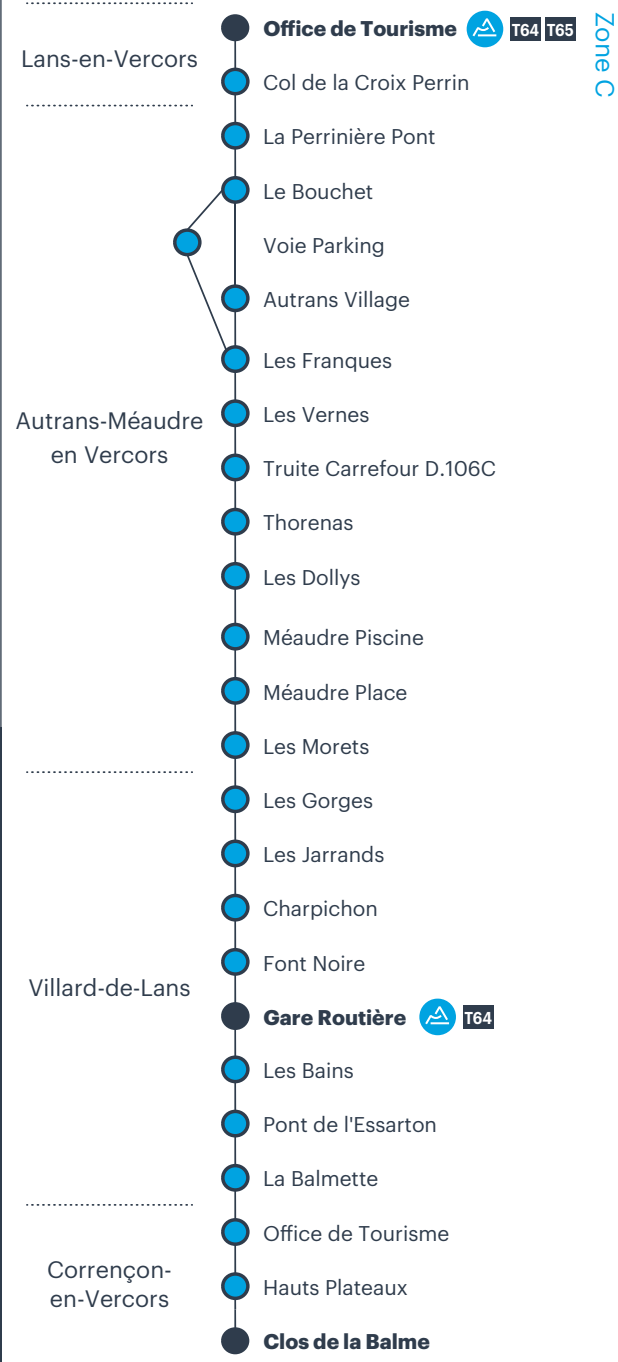 Zone C
Lans-en-Vercors
Office de Tourisme T64 T65
Col de la Croix Perrin
Autrans-Méaudre
en Vercors
La Perrinière Pont
Le Bouchet
Voie Parking
Autrans Village
Les Franques
Les Vernes
Truite Carrefour D.106C
Thorenas
Les Dollys
Méaudre Piscine
Méaudre Place
Les Morets
Villard-de-Lans
Les Gorges
Les Jarrands
Charpichon
Font Noire
Gare Routière T64
Les Bains
Pont de l'Essarton
La Balmette
Corrençon-
en-Vercors
Office de Tourisme
Hauts Plateaux
Clos de la Balme